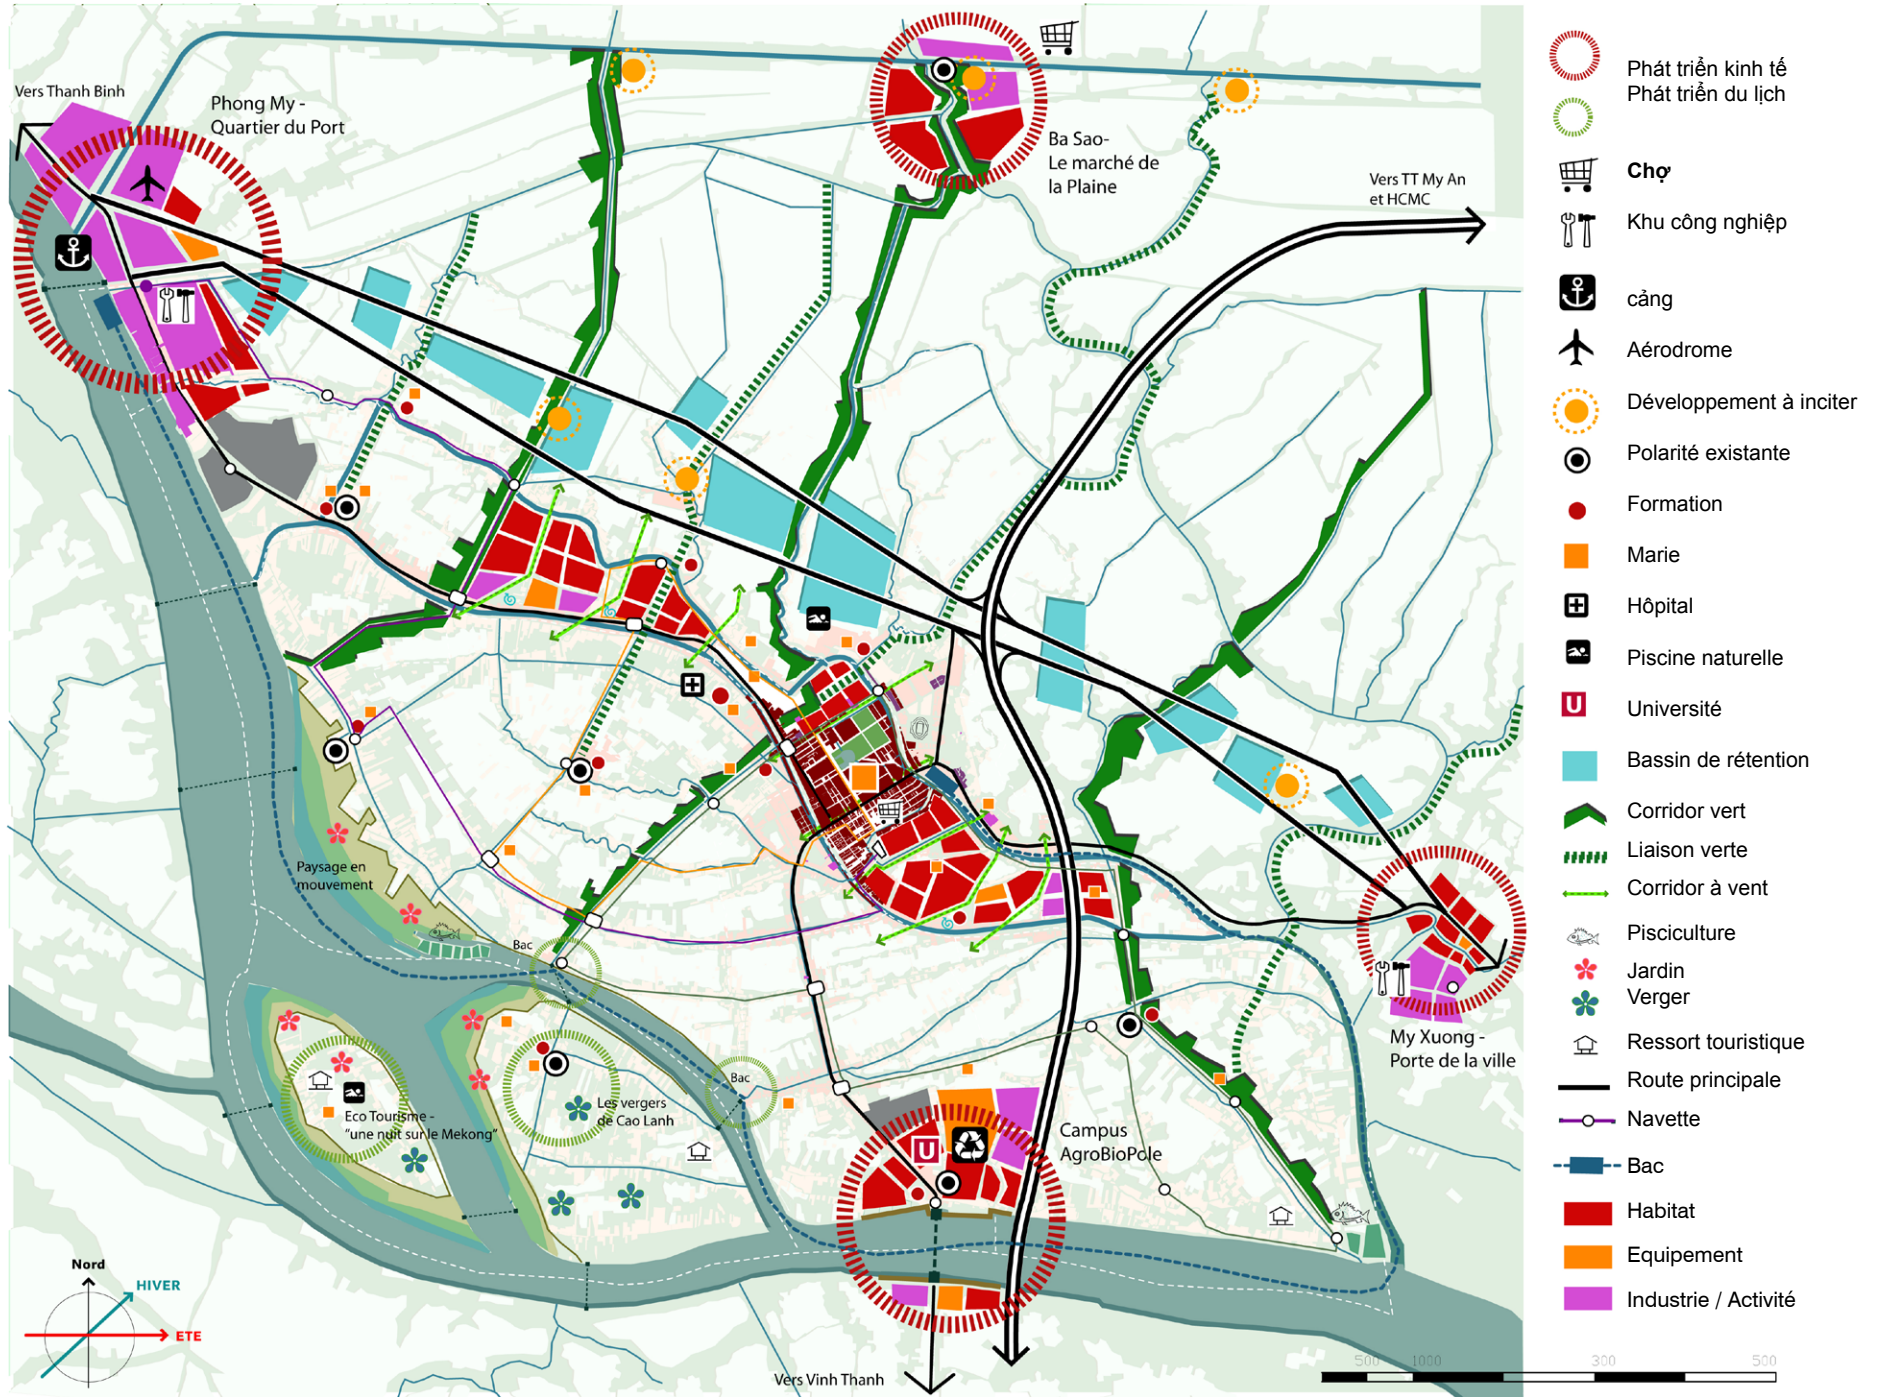 Vers Thanh Binh
Phong My -
Quartier du Port
Ba Sao-
Le marché de
la Plaine
Vers TT My An
et HCMC
Paysage en
mouvement
Bac
Bac
Eco Tourisme -
"une nuit sur le Mekong"
Les vergers
de Cao Lanh
U
Campus
AgroBioPole
My Xuong -
Porte de la ville
Vers Vinh Thanh
Nord
HIVER
ETE
Phát triển kinh tế
Phát triển du lịch
Chợ
Khu công nghiệp
cảng
Aérodrome
Développement à inciter
Polarité existante
Formation
Marie
Hôpital
Piscine naturelle
U
Université
Bassin de rétention
Corridor vert
Liaison verte
Corridor à vent
Pisciculture
Jardin
Verger
Ressort touristique
Route principale
Navette
Bac
Habitat
Equipement
Industrie / Activité
500 1000 300 500